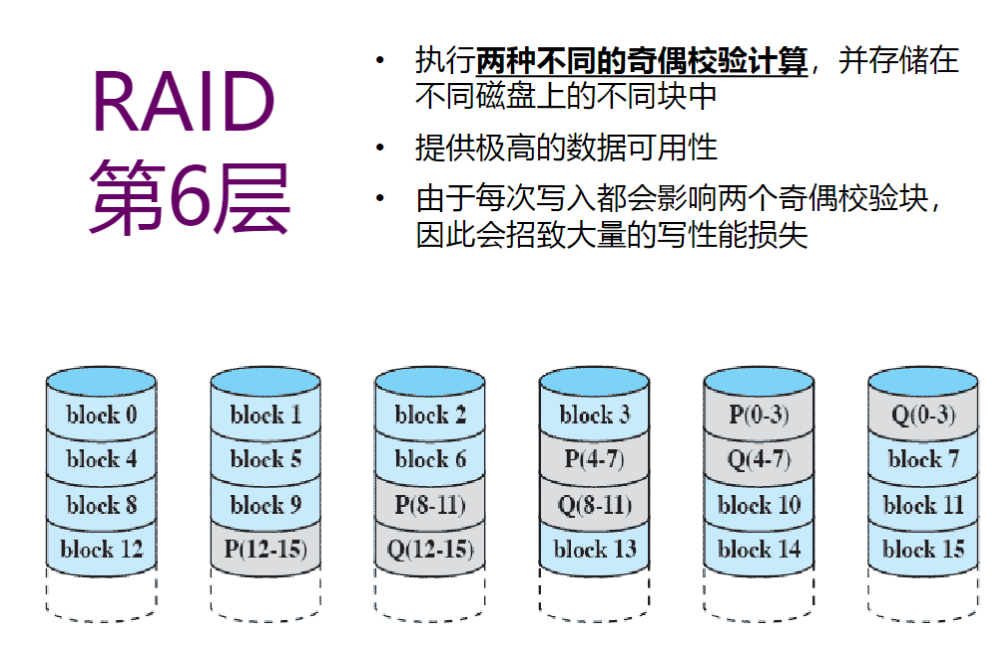 RAID
第6层
• 执行两种不同的奇偶校验计算，并存储在
不同磁盘上的不同块中
• 提供极高的数据可用性
• 由于每次写入都会影响两个奇偶校验块，
因此会招致大量的写性能损失
block 0 block 1 block 2 block 3 P(0-3) Q(0-3)
block 4 block 5 block 6 P(4-7) Q(4-7) block 7
block 8 block 9 P(8-11) Q(8-11) block 10 block 11
block 12 P(12-15) Q(12-15) block 13 block 14 block 15